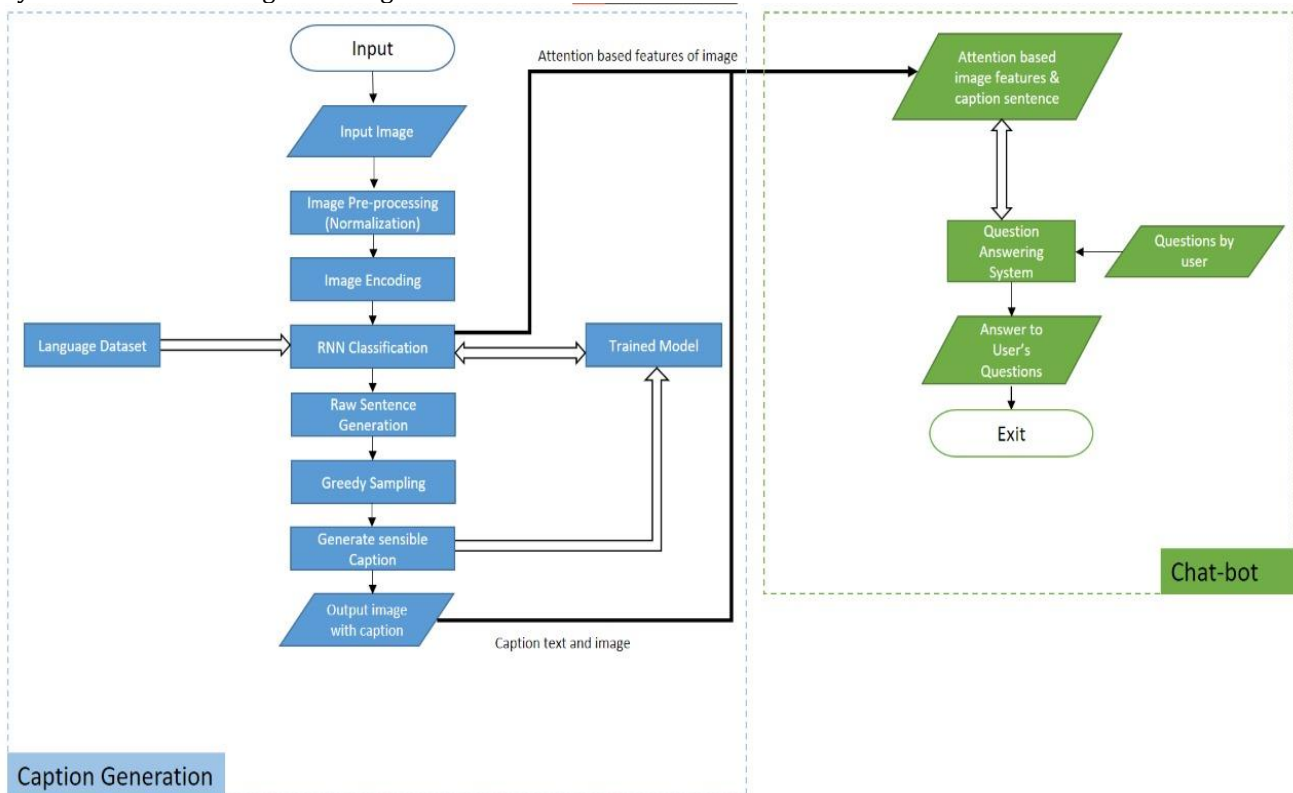 Input
Input Image
Image Pre-processing
(Normalization)
Image Encoding
Language Dataset
RNN Classification
Trained Model
Raw Sentence
Generation
Greedy Sampling
Generate sensible
Caption
Output image
with caption
Attention based features of image
Caption text and image
Caption Generation
Attention based
image features &
caption sentence
Question
Answering
System
Questions by
user
Answer to
User's
Questions
Exit
Chat-bot